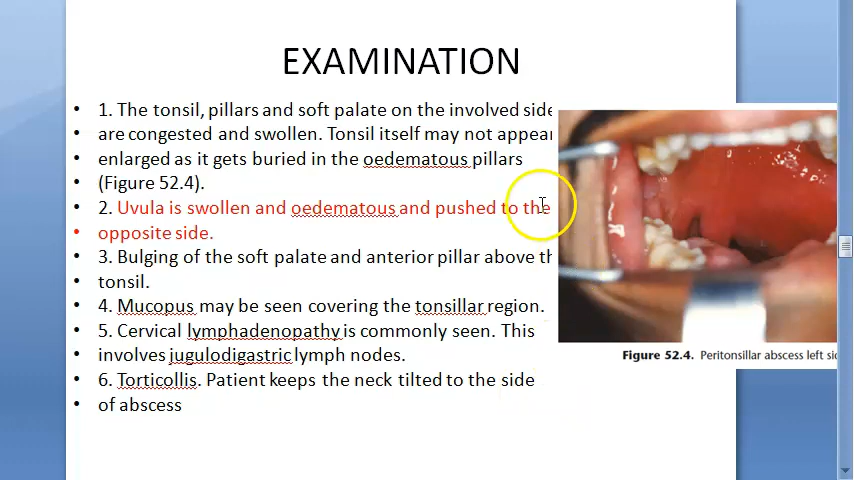 EXAMINATION
• 1. The tonsil, pillars and soft palate on the involved side
• are congested and swollen. Tonsil itself may not appear
• enlarged as it gets buried in the oedematous pillars
• (Figure 52.4).
• 2. Uvula is swollen and oedematous and pushed to the
• opposite side.
• 3. Bulging of the soft palate and anterior pillar above th
• tonsil.
• 4. Mucopus may be seen covering the tonsillar region.
• 5. Cervical lymphadenopathy is commonly seen. This
• involves jugulodigastric lymph nodes.
• 6. Torticollis. Patient keeps the neck tilted to the side
• of abscess
Figure 52.4. Peritonsillar abscess left si